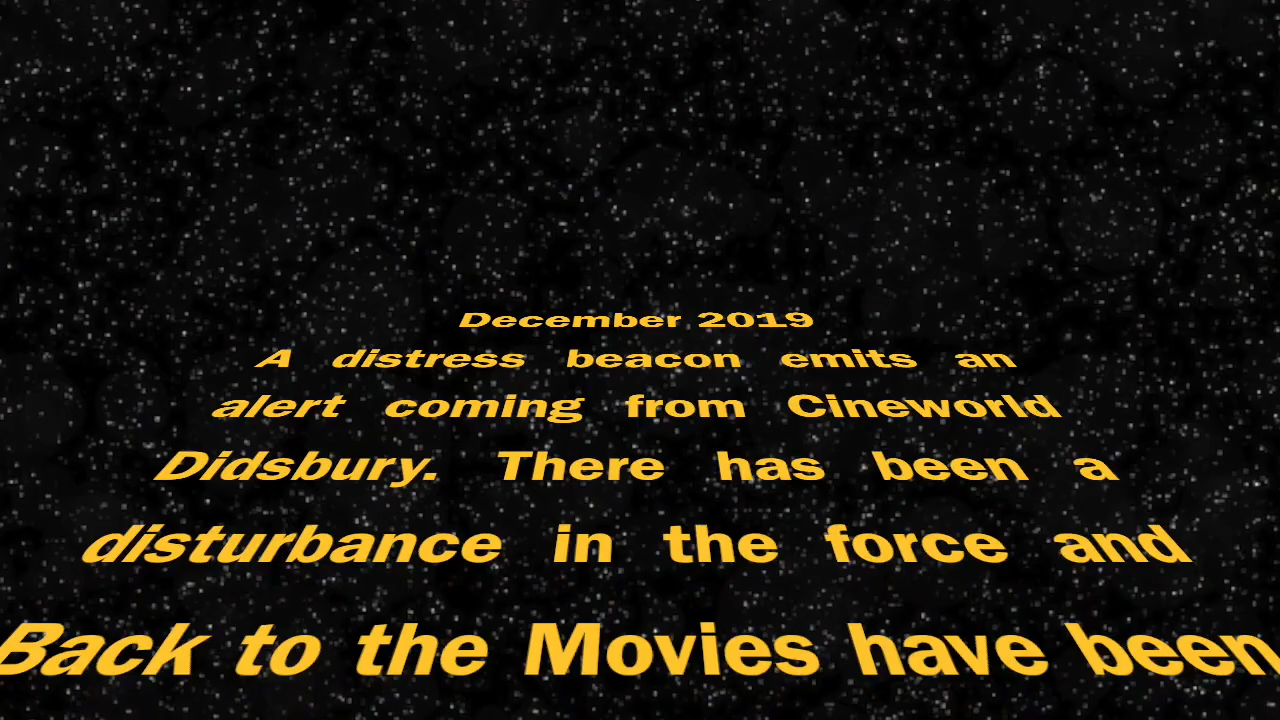 December 2019
A distress beacon emits an
alert coming from Cineworld
Didsbury. There has been a
disturbance in the force and
Back to the Movies have been